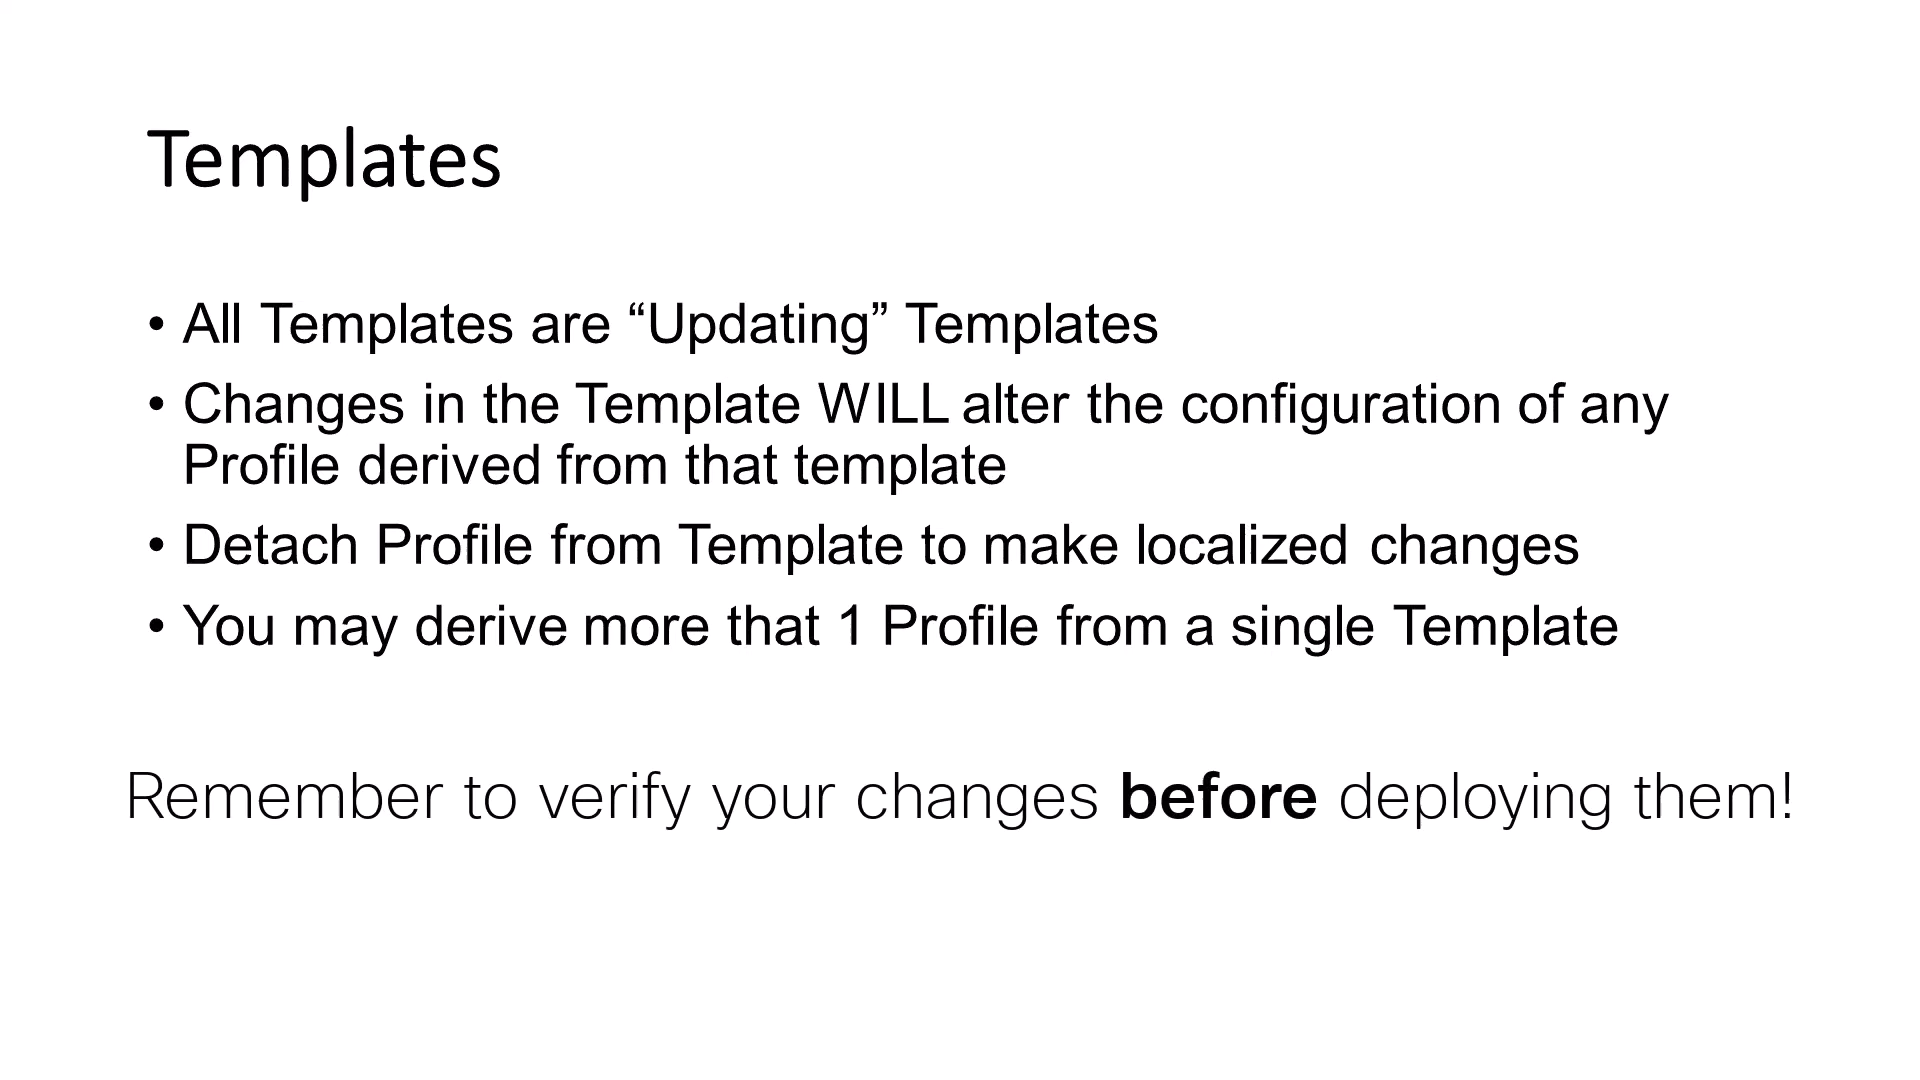 Templates
• All Templates are “Updating” Templates
• Changes in the Template WILL alter the configuration of any
Profile derived from that template
• Detach Profile from Template to make localized changes
• You may derive more that 1 Profile from a single Template
Remember to verify your changes before deploying them!